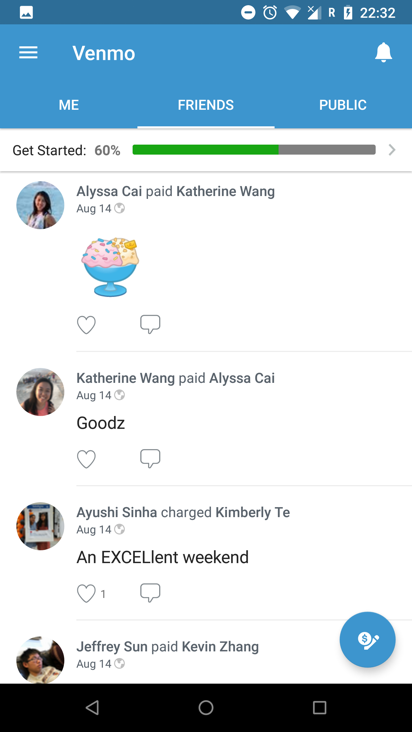 R 22:32
Venmo
ME FRIENDS PUBLIC
Get Started: 60%
Alyssa Cai paid Katherine Wang
Aug 14
Katherine Wang paid Alyssa Cai
Aug 14
Goodz
Ayushi Sinha charged Kimberly Te
Aug 14
An EXCELlent weekend
1
Jeffrey Sun paid Kevin Zhang
Aug 14